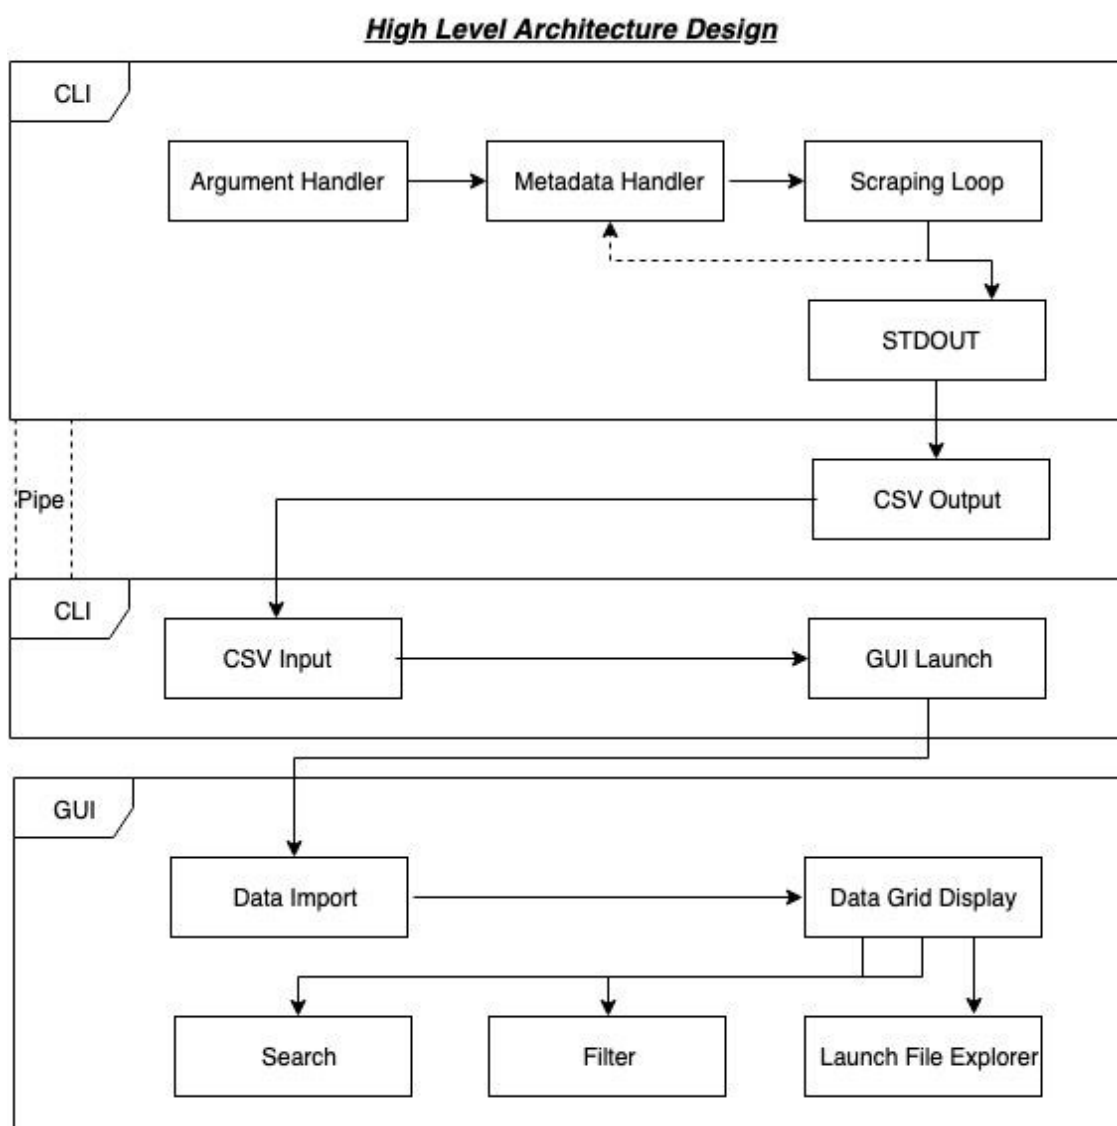 High Level Architecture Design
CLI
Argument Handler
Metadata Handler
Scraping Loop
STDOUT
Pipe
CSV Output
CLI
CSV Input
GUI Launch
GUI
Data Import
Data Grid Display
Search
Filter
Launch File Explorer